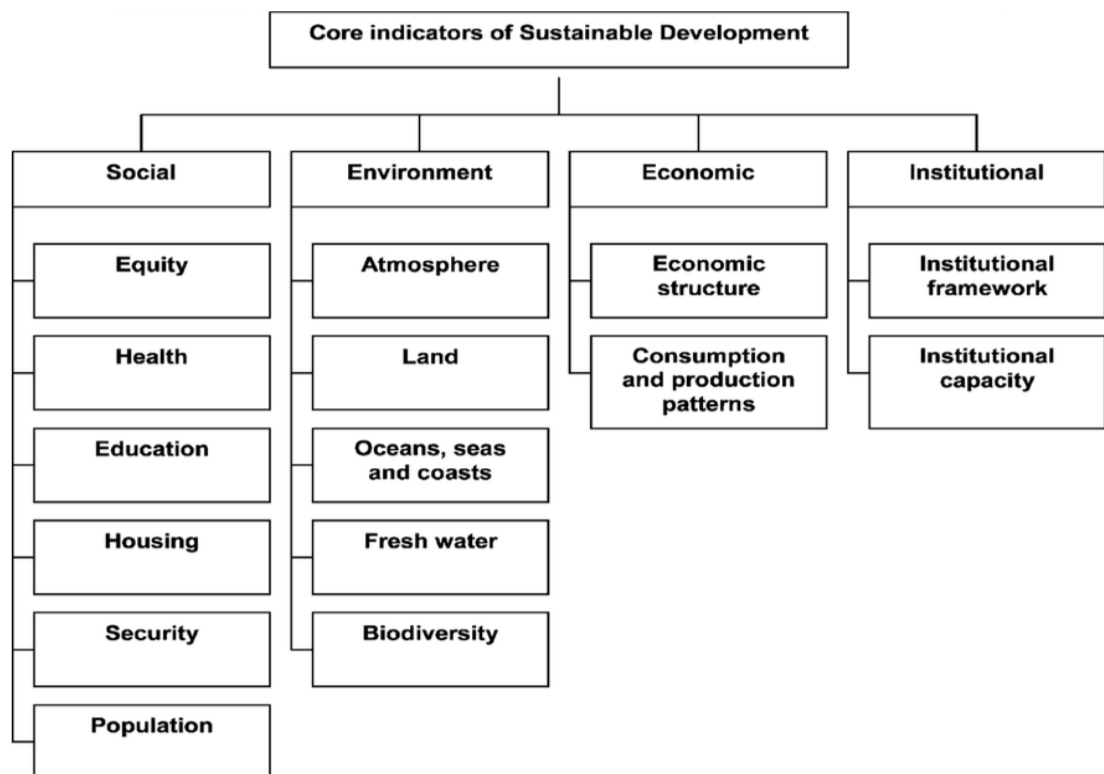 Core indicators of Sustainable Development
Social
Environment
Economic
Institutional
Equity
Health
Education
Housing
Security
Population
Atmosphere
Land
Oceans, seas
and coasts
Fresh water
Biodiversity
Economic
structure
Consumption
and production
patterns
Institutional
framework
Institutional
capacity